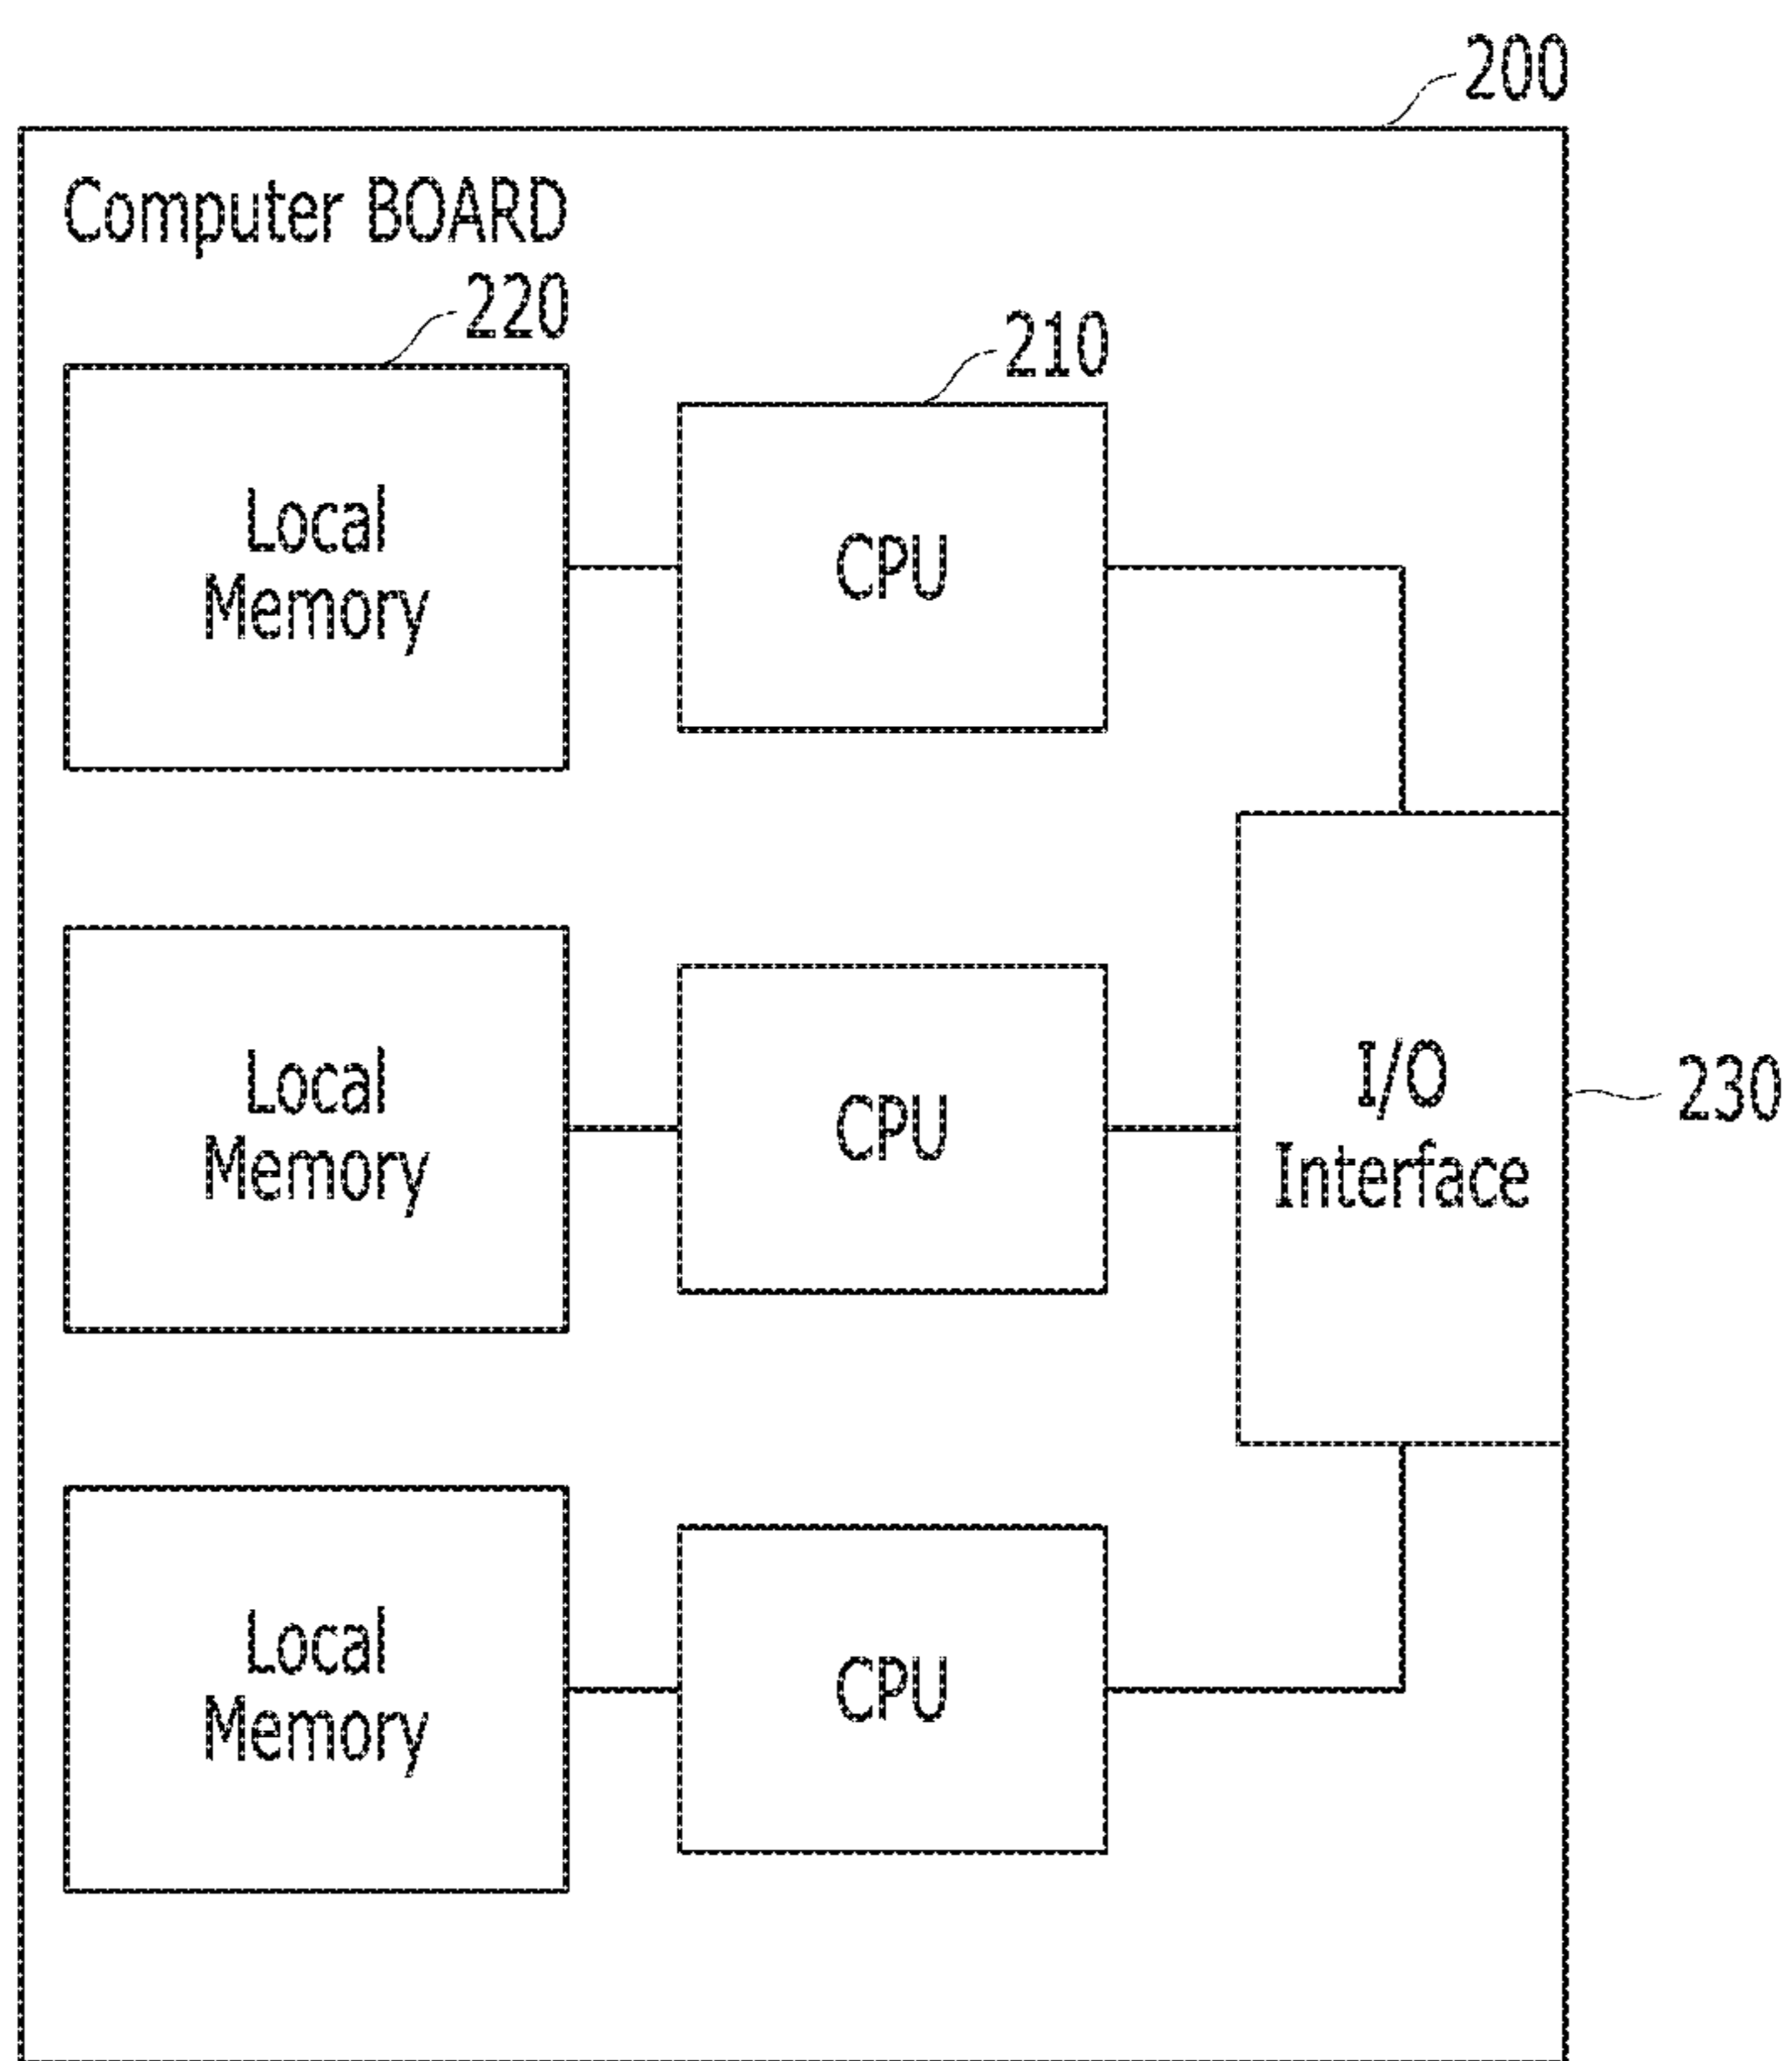 200
Computer BOARD
220
210
Local
Memory
CPU
Local
Memory
CPU
I/O
Interface
230
Local
Memory
CPU